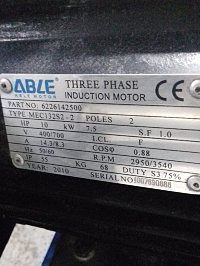 ABLE THREE PHASE
ABLE MOTOR INDUCTION MOTOR CE
PART NO. 6226142500
TYPE MEC132S2-2 POLES 2
HP 10 kW 7.5 S.F 1.0
V 400/700 I.CL. F
A 14.3/8.3 COSφ 0.88
Hz 50/60 R.P.M 2950/3540
IP 55 KG 68 DUTY S3 75%
YEAR: 2010 SERIAL NO